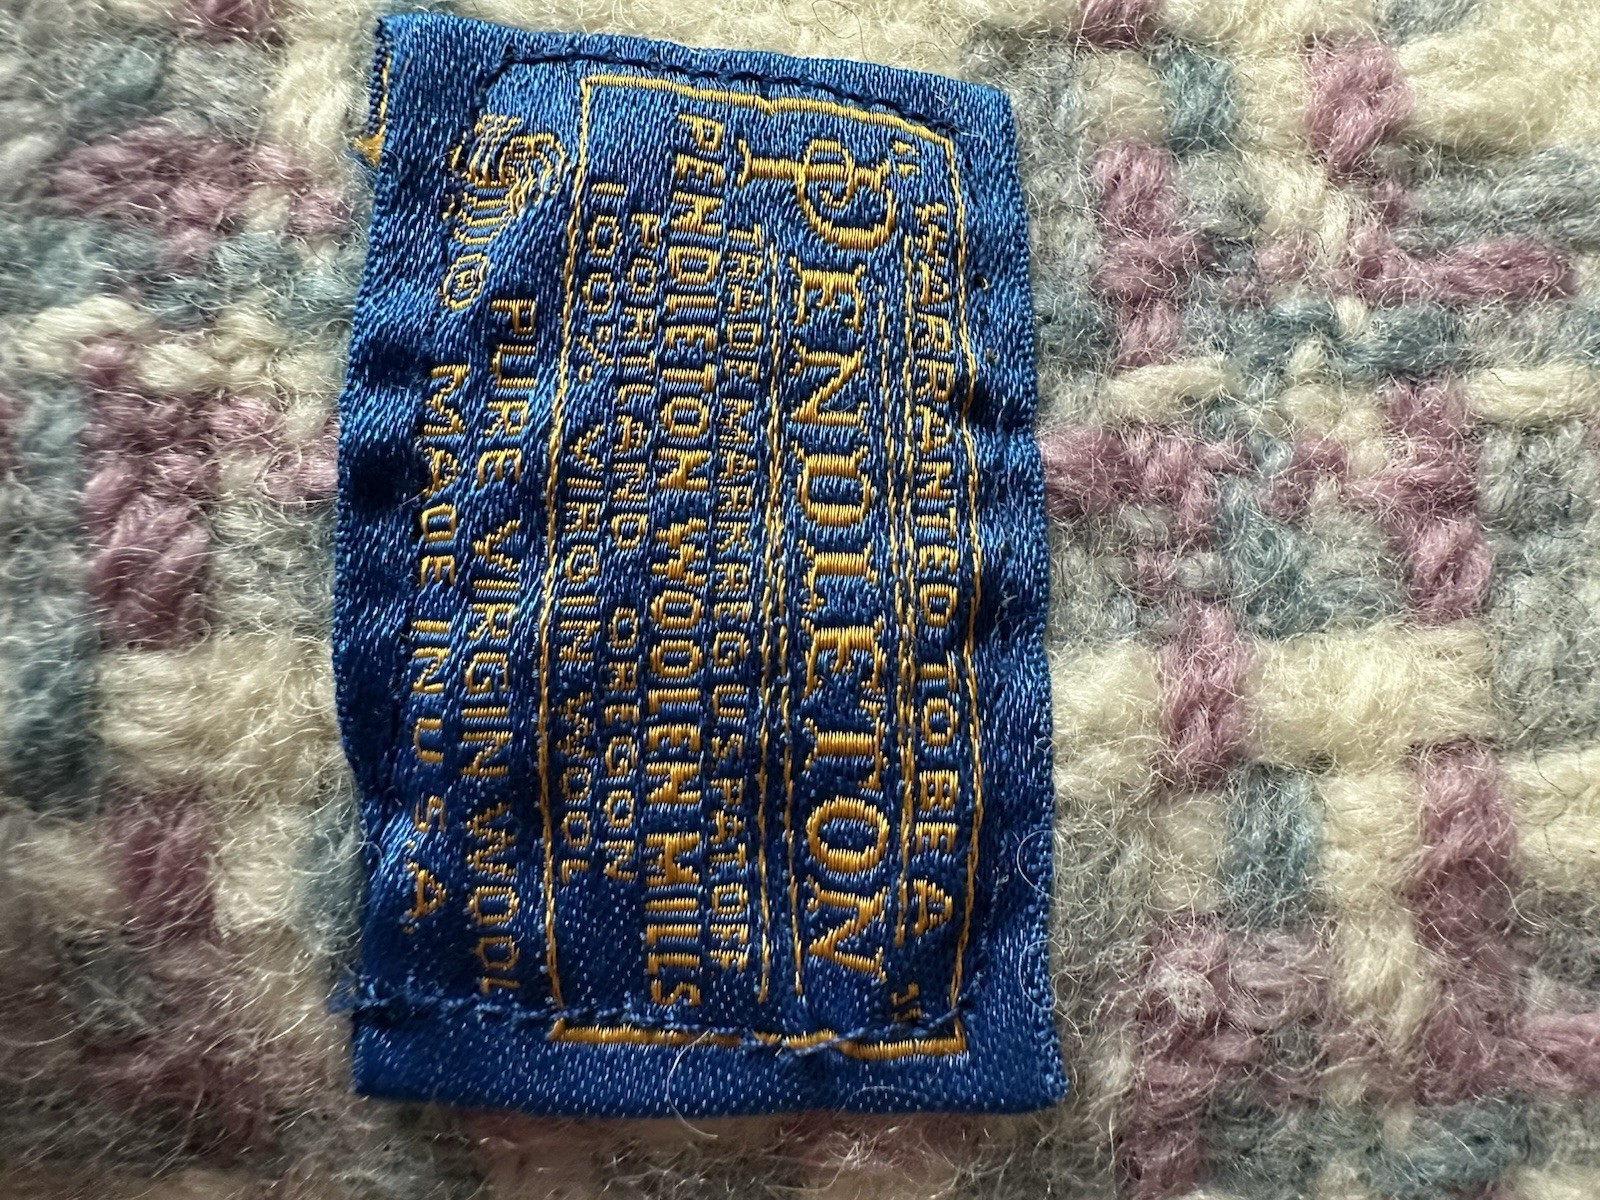 WARRANTED TO BE A
"PENDLETON"
TRADE MARK REG US PAT OFF
PENDLETON WOOLEN MILLS
PORTLAND OREGON
100% VIRGIN WOOL
PURE VIRGIN WOOL
® MADE IN U.S.A.